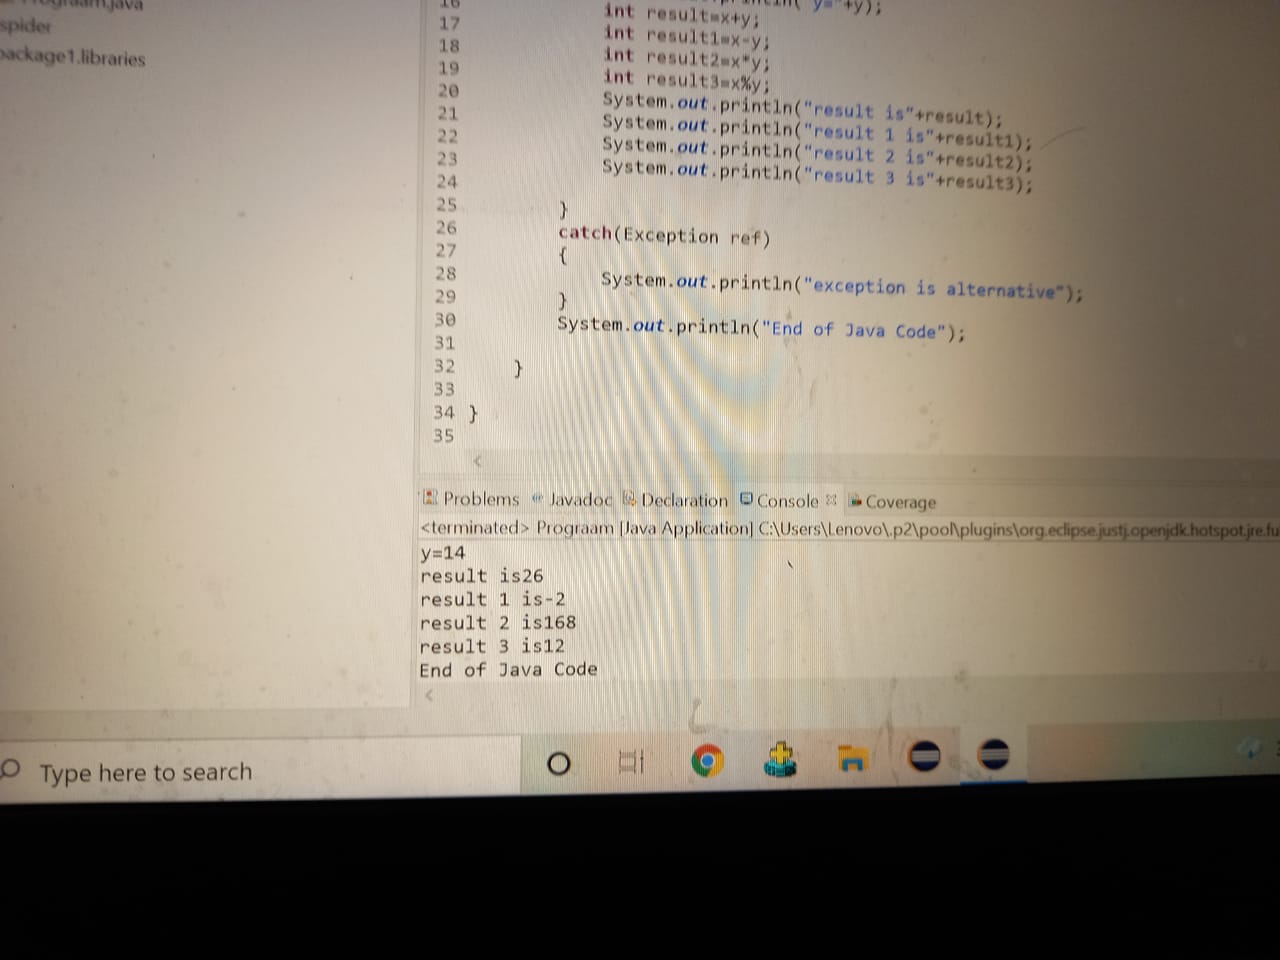 spider
package1.libraries
16
y="+y);
17 int result=x+y;
18 int result1=x-y;
19 int result2=x*y;
20 int result3=x%y;
21 System.out.println("result is"+result);
22 System.out.println("result 1 is"+result1);
23 System.out.println("result 2 is"+result2);
24 System.out.println("result 3 is"+result3);
25 }
26 catch(Exception ref)
27 {
28 System.out.println("exception is alternative");
29 }
30 System.out.println("End of Java Code");
31
32 }
33
34 }
35
Problems Javadoc Declaration Console Coverage
<terminated> Prograam [Java Application] C:\Users\Lenovo\.p2\pool\plugins\org.eclipse.justj.openjdk.hotspot.jre.fu
y=14
result is26
result 1 is-2
result 2 is168
result 3 is12
End of Java Code
Type here to search